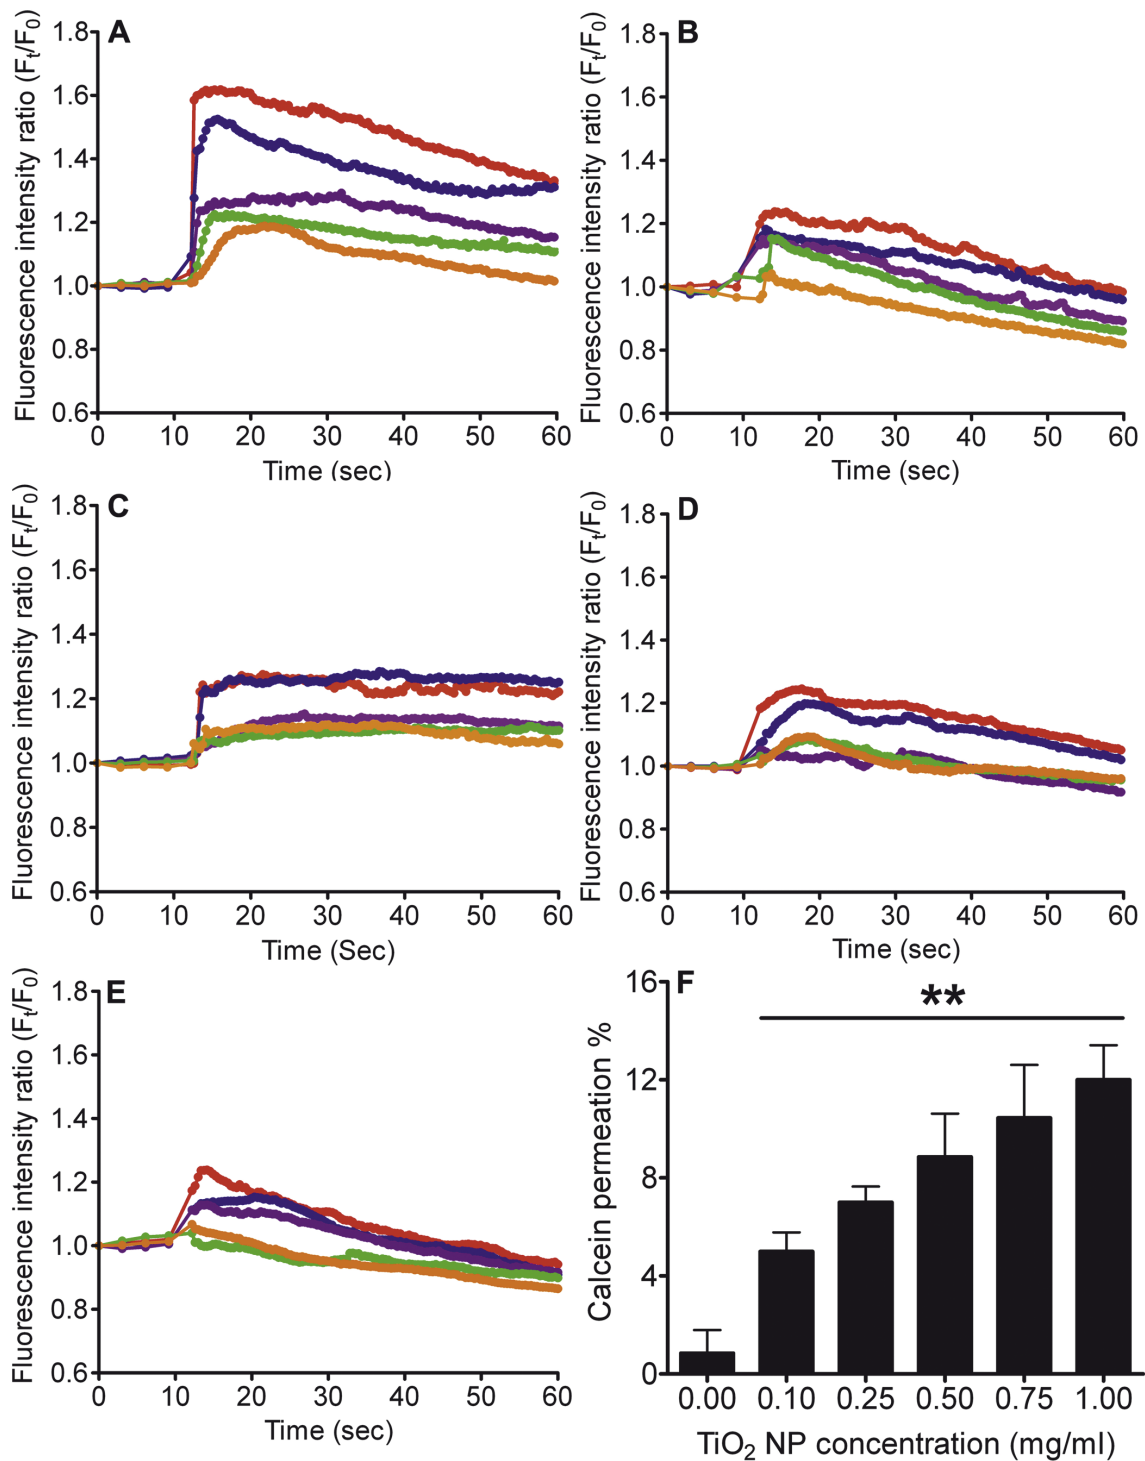 A
Fluorescence intensity ratio (Ft/F0)
1.8
1.6
1.4
1.2
1.0
0.8
0.6
0 10 20 30 40 50 60
Time (sec)
B
Fluorescence intensity ratio (Ft/F0)
1.8
1.6
1.4
1.2
1.0
0.8
0.6
0 10 20 30 40 50 60
Time (sec)
C
Fluorescence intensity ratio (Ft/F0)
1.8
1.6
1.4
1.2
1.0
0.8
0.6
0 10 20 30 40 50 60
Time (Sec)
D
Fluorescence intensity ratio (Ft/F0)
1.8
1.6
1.4
1.2
1.0
0.8
0.6
0 10 20 30 40 50 60
Time (sec)
E
Fluorescence intensity ratio (Ft/F0)
1.8
1.6
1.4
1.2
1.0
0.8
0.6
0 10 20 30 40 50 60
Time (sec)
F
Calcein permeation %
16
12
8
4
0
**
0.00 0.10 0.25 0.50 0.75 1.00
TiO2 NP concentration (mg/ml)